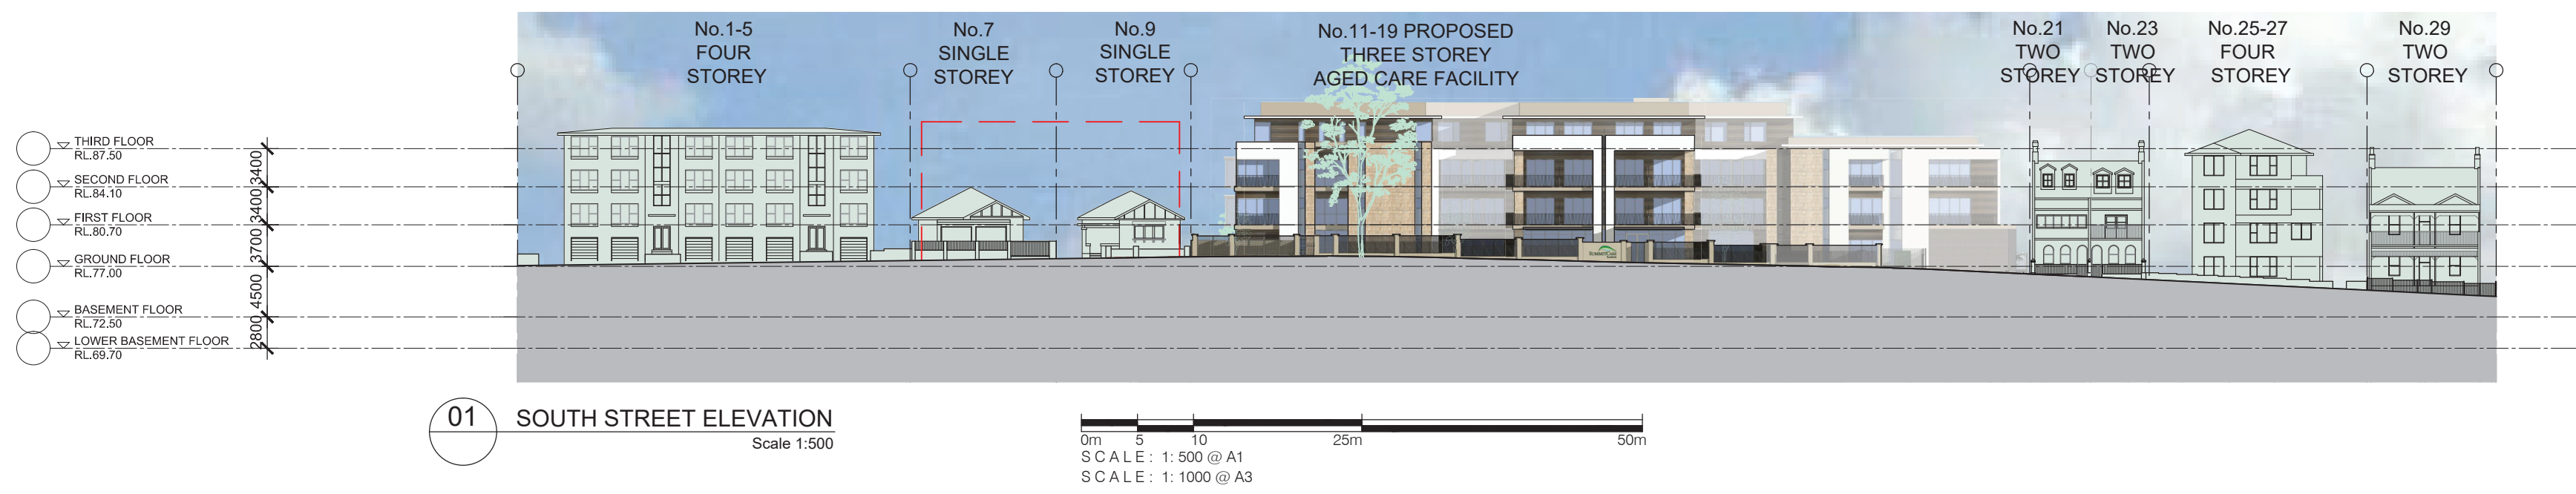 No.1-5
FOUR
STOREY
No.7
SINGLE
STOREY
No.9
SINGLE
STOREY
No.11-19 PROPOSED
THREE STOREY
AGED CARE FACILITY
No.21
TWO
STOREY
No.23
TWO
STOREY
No.25-27
FOUR
STOREY
No.29
TWO
STOREY
THIRD FLOOR
RL.87.50
3400
SECOND FLOOR
RL.84.10
3400
FIRST FLOOR
RL.80.70
3700
GROUND FLOOR
RL.77.00
4500
BASEMENT FLOOR
RL.72.50
2800
LOWER BASEMENT FLOOR
RL.69.70
01 SOUTH STREET ELEVATION
Scale 1:500
0m 5 10 25m 50m
SCALE: 1: 500 @ A1
SCALE: 1: 1000 @ A3